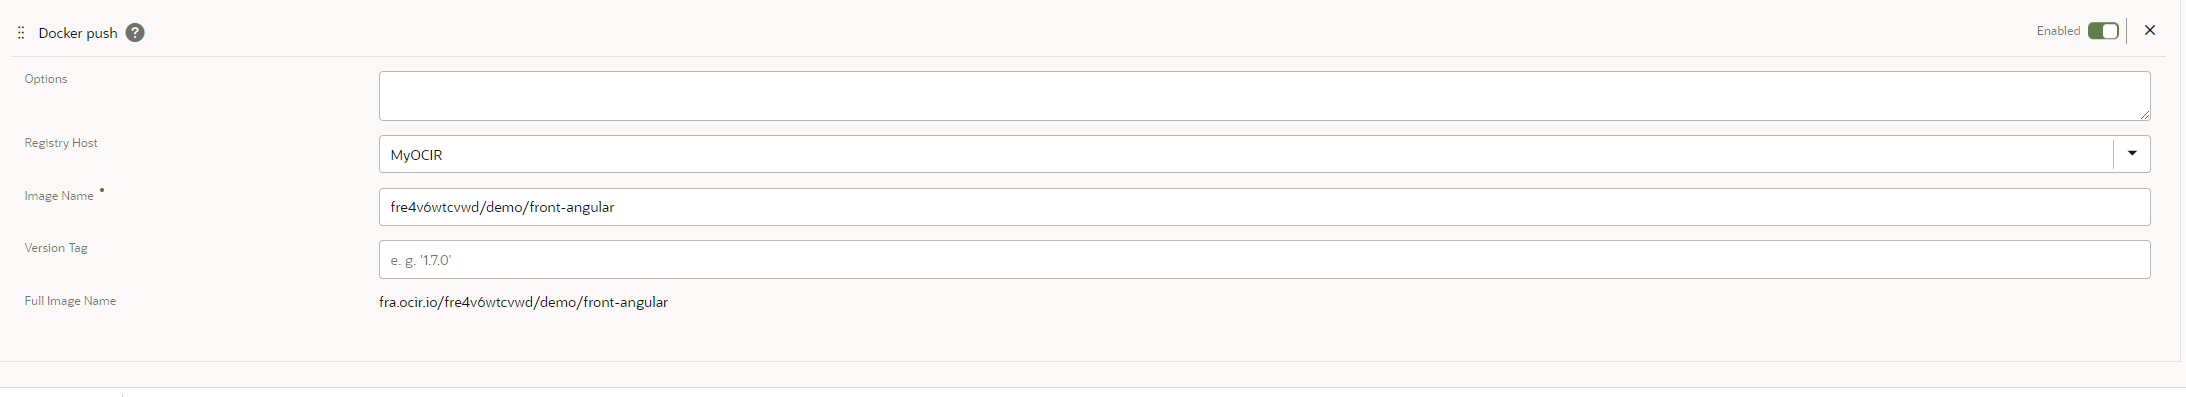 Docker push ?
Enabled
Options
Registry Host
MyOCIR
Image Name
fre4v6wtcvwd/demo/front-angular
Version Tag
e. g. '1.7.0'
Full Image Name
fra.ocir.io/fre4v6wtcvwd/demo/front-angular